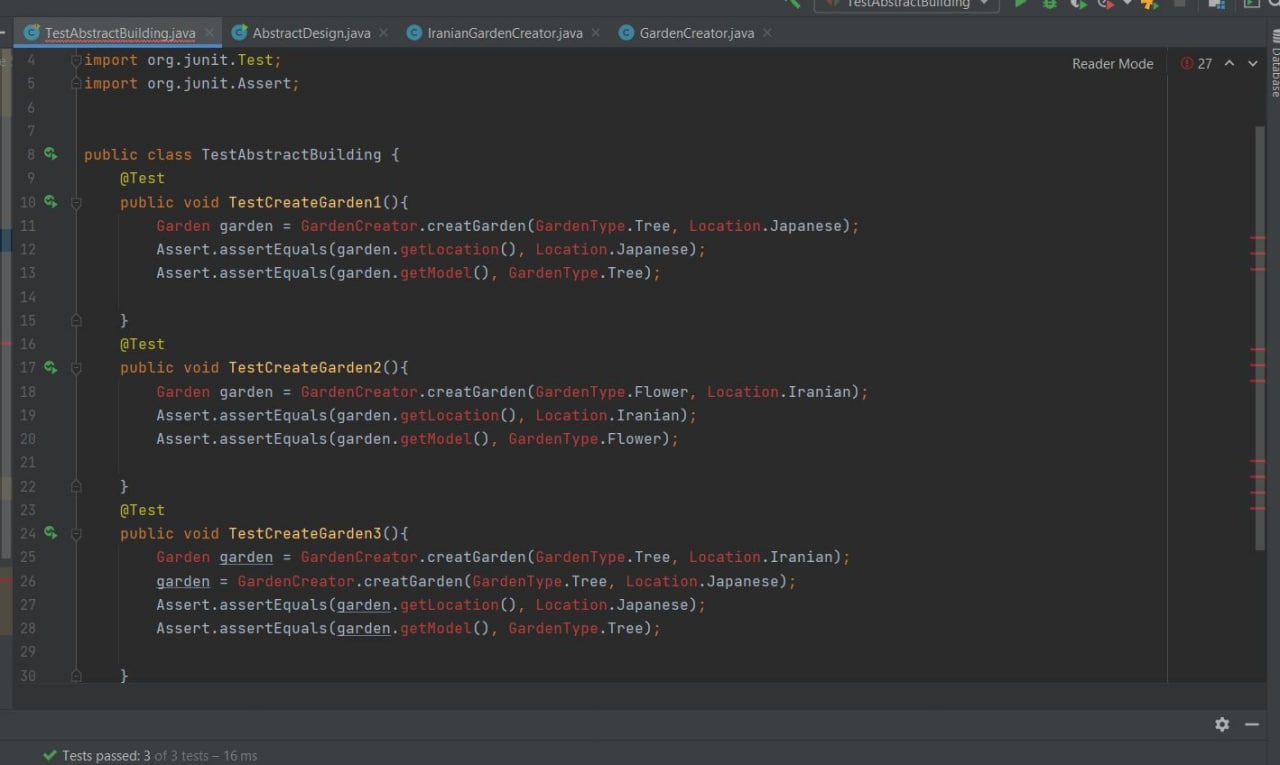 TestAbstractBuilding
TestAbstractBuilding.java AbstractDesign.java IranianGardenCreator.java GardenCreator.java
Reader Mode 27
Database
4 import org.junit.Test;
5 import org.junit.Assert;
6
7
8 public class TestAbstractBuilding {
9 @Test
10 public void TestCreateGarden1(){
11 Garden garden = GardenCreator.creatGarden(GardenType.Tree, Location.Japanese);
12 Assert.assertEquals(garden.getLocation(), Location.Japanese);
13 Assert.assertEquals(garden.getModel(), GardenType.Tree);
14
15 }
16 @Test
17 public void TestCreateGarden2(){
18 Garden garden = GardenCreator.creatGarden(GardenType.Flower, Location.Iranian);
19 Assert.assertEquals(garden.getLocation(), Location.Iranian);
20 Assert.assertEquals(garden.getModel(), GardenType.Flower);
21
22 }
23 @Test
24 public void TestCreateGarden3(){
25 Garden garden = GardenCreator.creatGarden(GardenType.Tree, Location.Iranian);
26 garden = GardenCreator.creatGarden(GardenType.Tree, Location.Japanese);
27 Assert.assertEquals(garden.getLocation(), Location.Japanese);
28 Assert.assertEquals(garden.getModel(), GardenType.Tree);
29
30 }
Tests passed: 3 of 3 tests – 16 ms